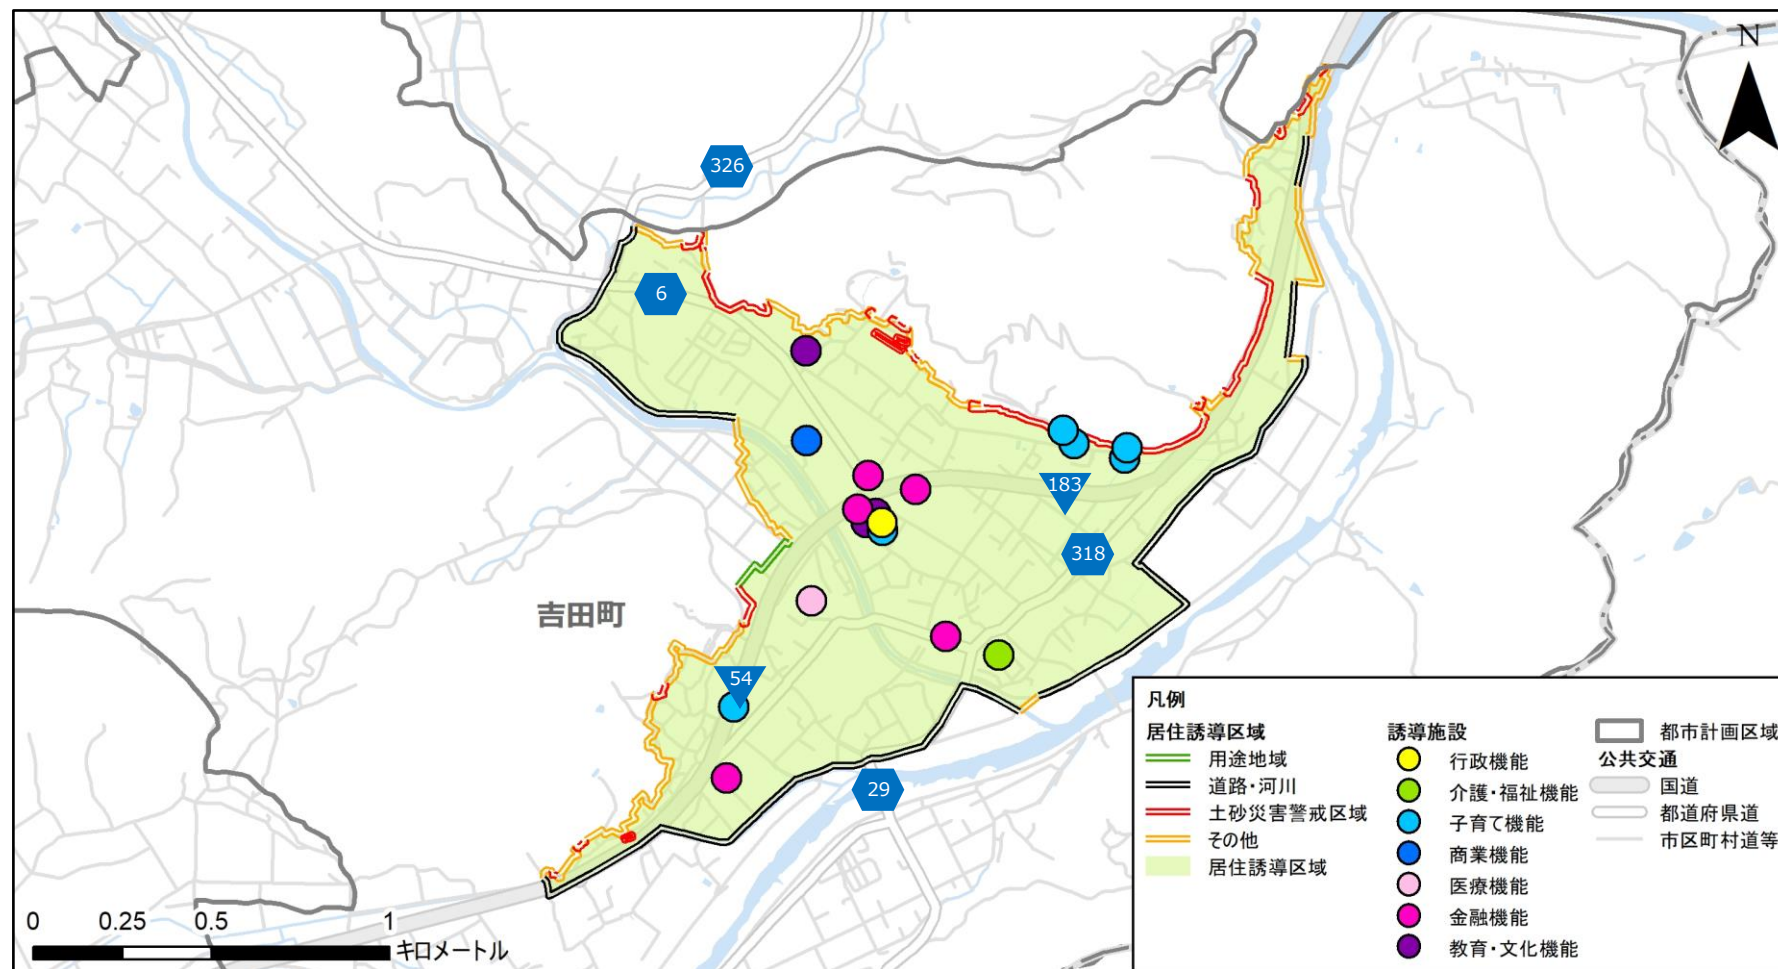 N
326
6
183
318
吉田町
54
29
0 0.25 0.5 1
キロメートル
凡例
居住誘導区域
用途地域
道路・河川
土砂災害警戒区域
その他
居住誘導区域
誘導施設
行政機能
介護・福祉機能
子育て機能
商業機能
医療機能
金融機能
教育・文化機能
都市計画区域
公共交通
国道
都道府県道
市区町村道等